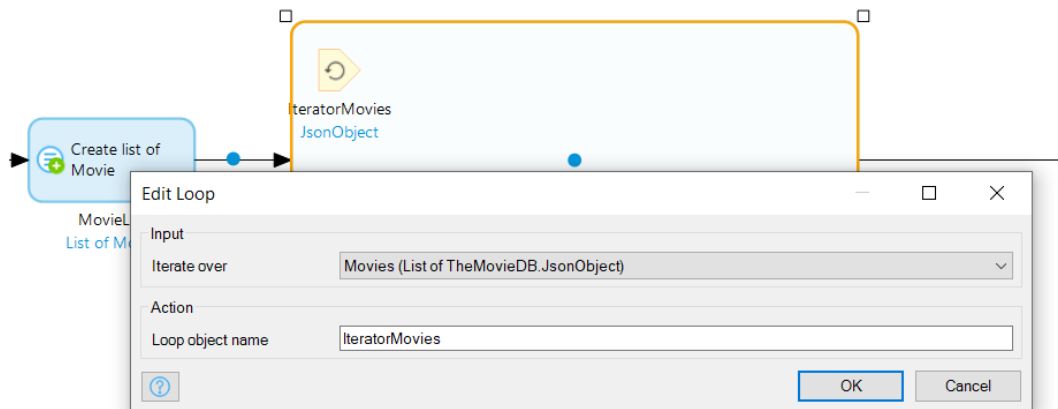 IteratorMovies
JsonObject
Create list of
Movie
MovieL
List of Mo
Edit Loop
Input
Iterate over
Movies (List of TheMovieDB.JsonObject)
Action
Loop object name
IteratorMovies
OK
Cancel